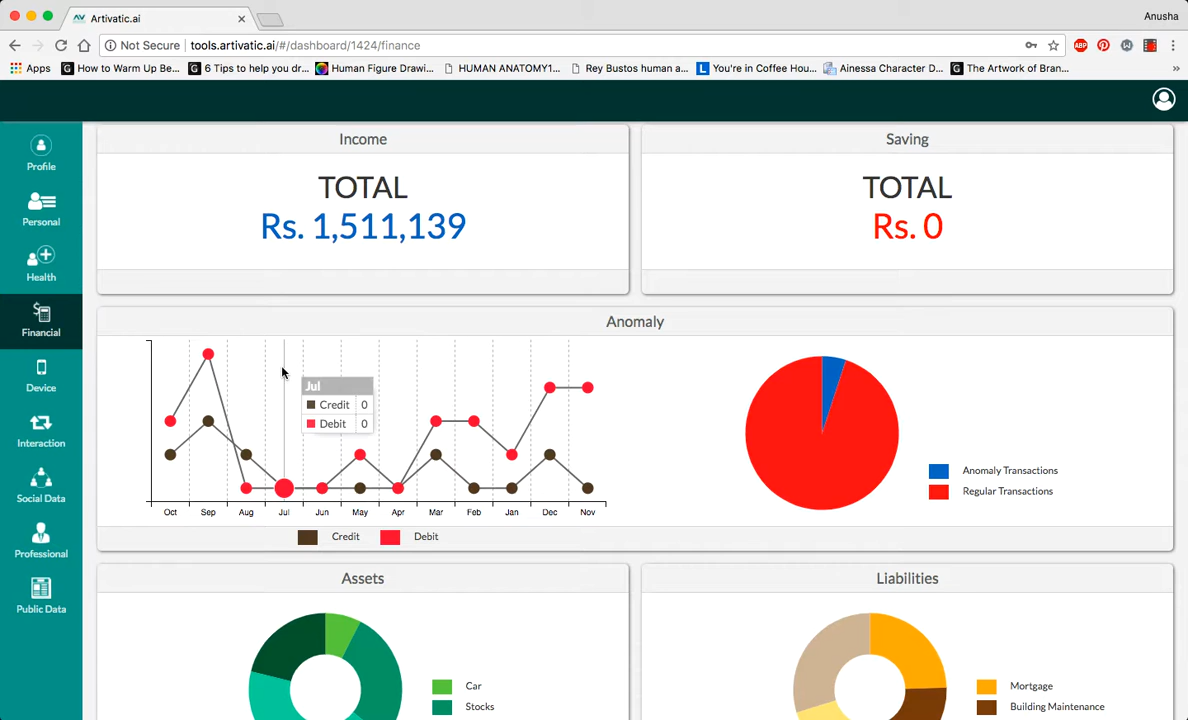 Artivatic.ai
Anusha
Not Secure tools.artivatic.ai/#/dashboard/1424/finance
ABP
Apps G How to Warm Up Be... G 6 Tips to help you dr... Human Figure Drawi... HUMAN ANATOMY1... Rey Bustos human a... L You're in Coffee Hou... Ainessa Character D... G The Artwork of Bran... »
Profile
Personal
Health
Financial
Device
Interaction
Social Data
Professional
Public Data
Income
TOTAL
Rs. 1,511,139
Saving
TOTAL
Rs. 0
Anomaly
Jul
Credit 0
Debit 0
Oct Sep Aug Jul Jun May Apr Mar Feb Jan Dec Nov
Credit Debit
Anomaly Transactions
Regular Transactions
Assets
Car
Stocks
Liabilities
Mortgage
Building Maintenance